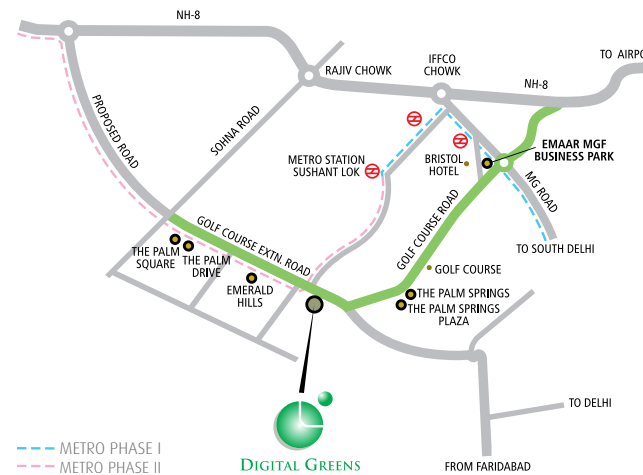 NH-8
IFFCO
CHOWK
TO AIRPO
RAJIV CHOWK
NH-8
PROPOSED ROAD
SOHNA ROAD
METRO STATION
SUSHANT LOK
BRISTOL
HOTEL
EMAAR MGF
BUSINESS PARK
MG ROAD
GOLF COURSE EXTN. ROAD
GOLF COURSE ROAD
TO SOUTH DELHI
THE PALM
SQUARE
THE PALM
DRIVE
EMERALD
HILLS
GOLF COURSE
THE PALM SPRINGS
THE PALM SPRINGS
PLAZA
TO DELHI
DIGITAL GREENS
METRO PHASE I
METRO PHASE II
FROM FARIDABAD